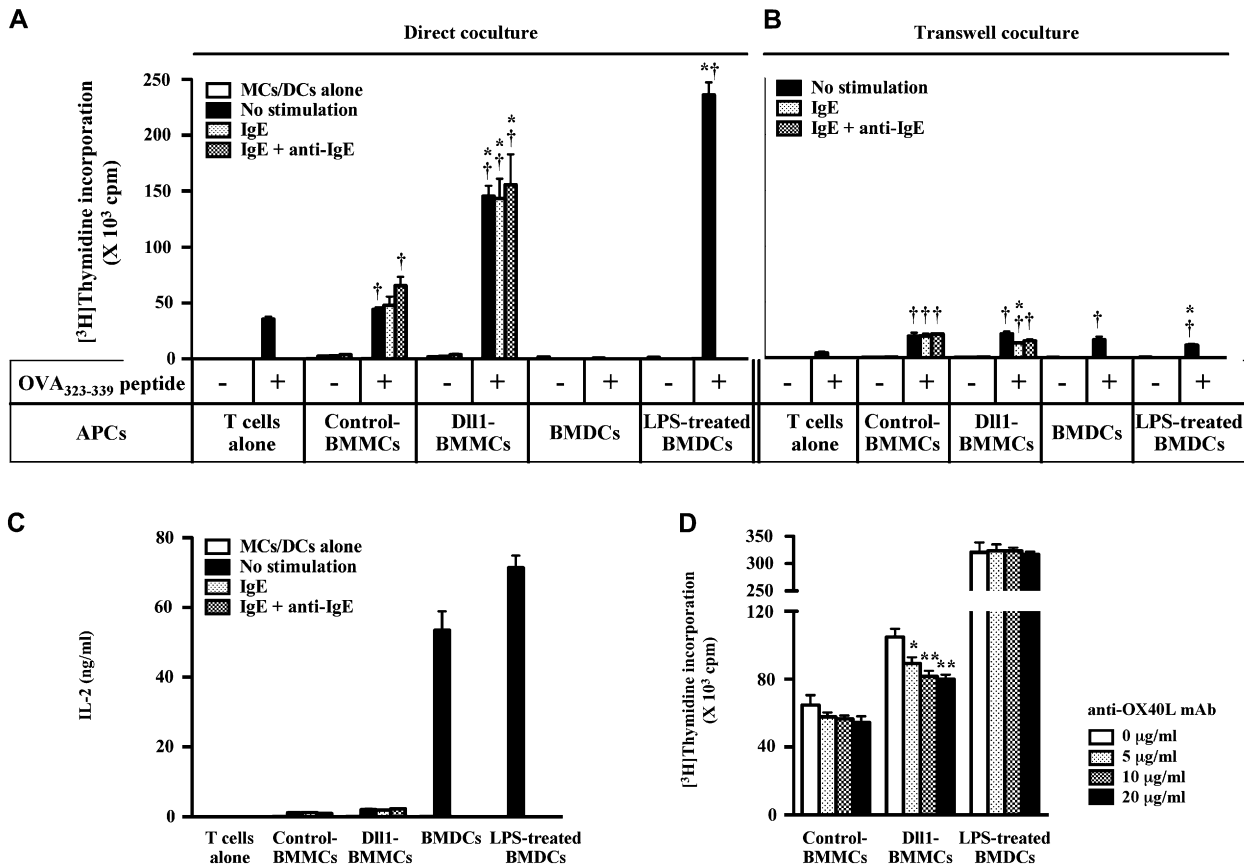 A
Direct coculture
[³H]Thymidine incorporation
(X 10³ cpm)
250
200
150
100
50
0
MCs/DCs alone
No stimulation
IgE
IgE + anti-IgE
†
†
*
†
*
†
*
†
*†
OVA₃₂₃₋₃₃₉ peptide
-
+
-
+
-
+
-
+
-
+
APCs
T cells
alone
Control-
BMMCs
Dll1-
BMMCs
BMDCs
LPS-treated
BMDCs
B
Transwell coculture
No stimulation
IgE
IgE + anti-IgE
†††
†
*
†
†
†
*
†
-
+
-
+
-
+
-
+
-
+
T cells
alone
Control-
BMMCs
Dll1-
BMMCs
BMDCs
LPS-treated
BMDCs
C
IL-2 (ng/ml)
80
60
40
20
0
MCs/DCs alone
No stimulation
IgE
IgE + anti-IgE
T cells
alone
Control-
BMMCs
Dll1-
BMMCs
BMDCs
LPS-treated
BMDCs
D
[³H]Thymidine incorporation
(X 10³ cpm)
350
300
250
120
80
40
0
*
**
**
Control-
BMMCs
Dll1-
BMMCs
LPS-treated
BMDCs
anti-OX40L mAb
0 µg/ml
5 µg/ml
10 µg/ml
20 µg/ml